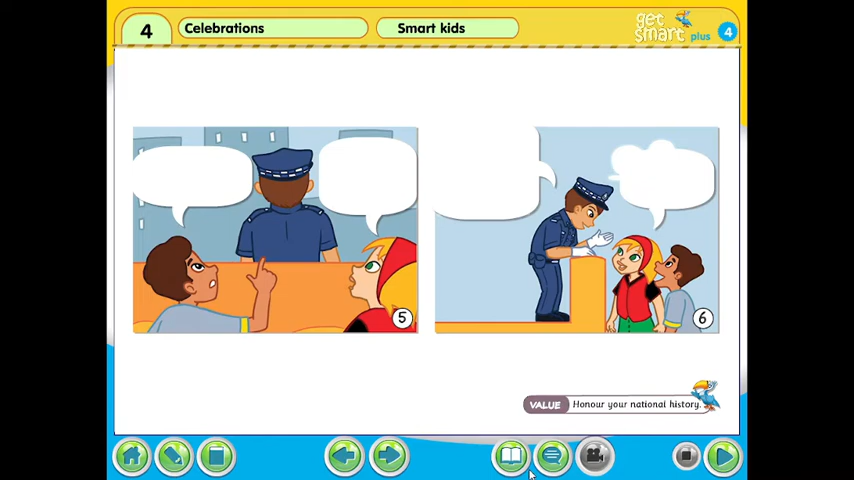 4
Celebrations
Smart kids
get
smart plus 4
5
6
VALUE Honour your national history.